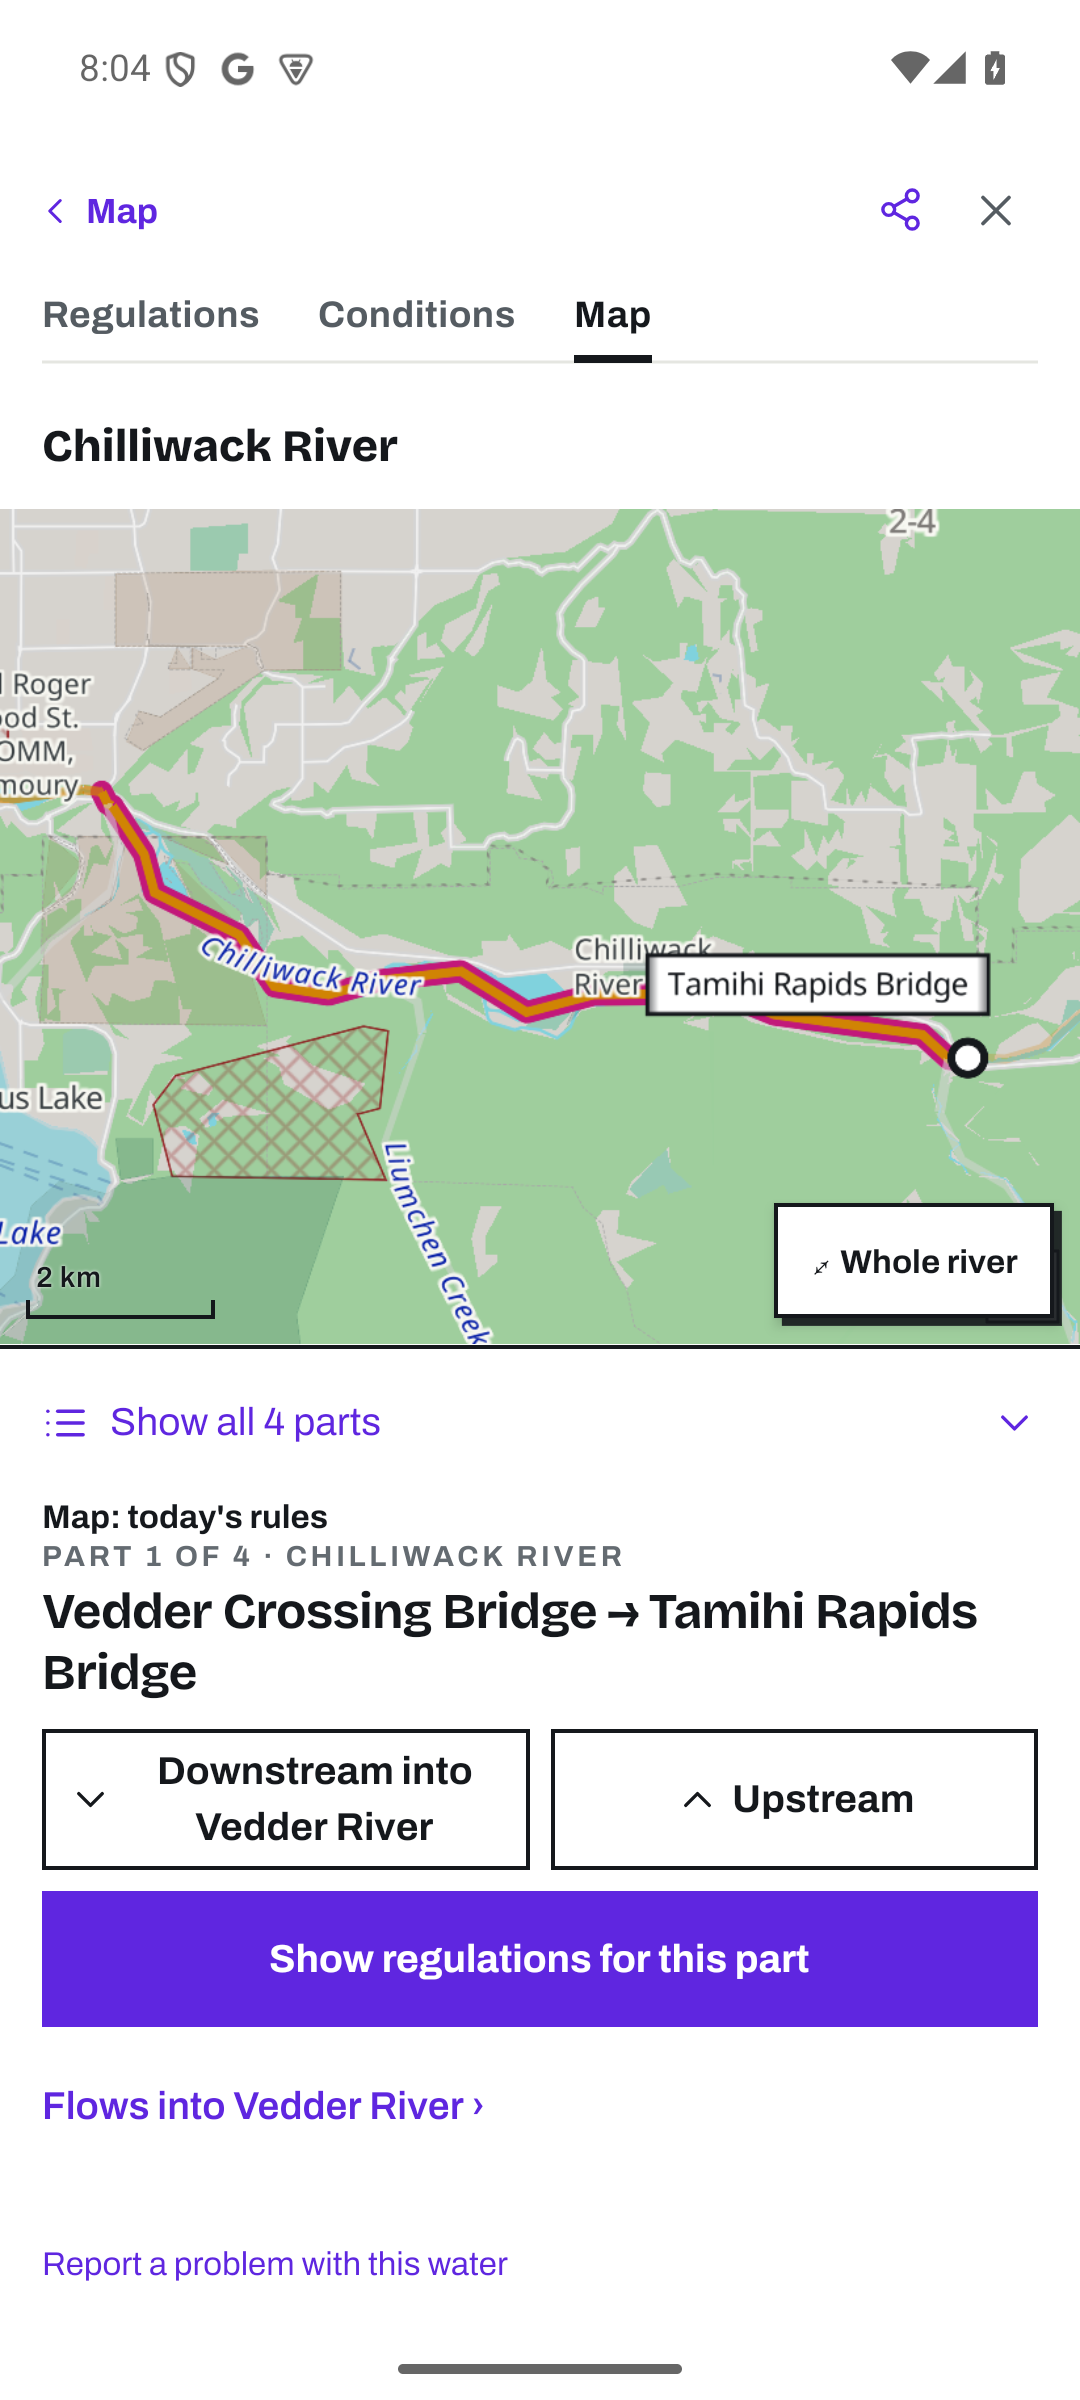 8:04
Map
Regulations Conditions Map
Chilliwack River
2-4
Roger
od St.
OMM,
moury
Chilliwack
River
Tamihi Rapids Bridge
Chilliwack River
us Lake
Liumchen Creek
Lake
2 km
Whole river
Show all 4 parts
Map: today's rules
PART 1 OF 4 · CHILLIWACK RIVER
Vedder Crossing Bridge → Tamihi Rapids
Bridge
Downstream into
Vedder River
Upstream
Show regulations for this part
Flows into Vedder River ›
Report a problem with this water